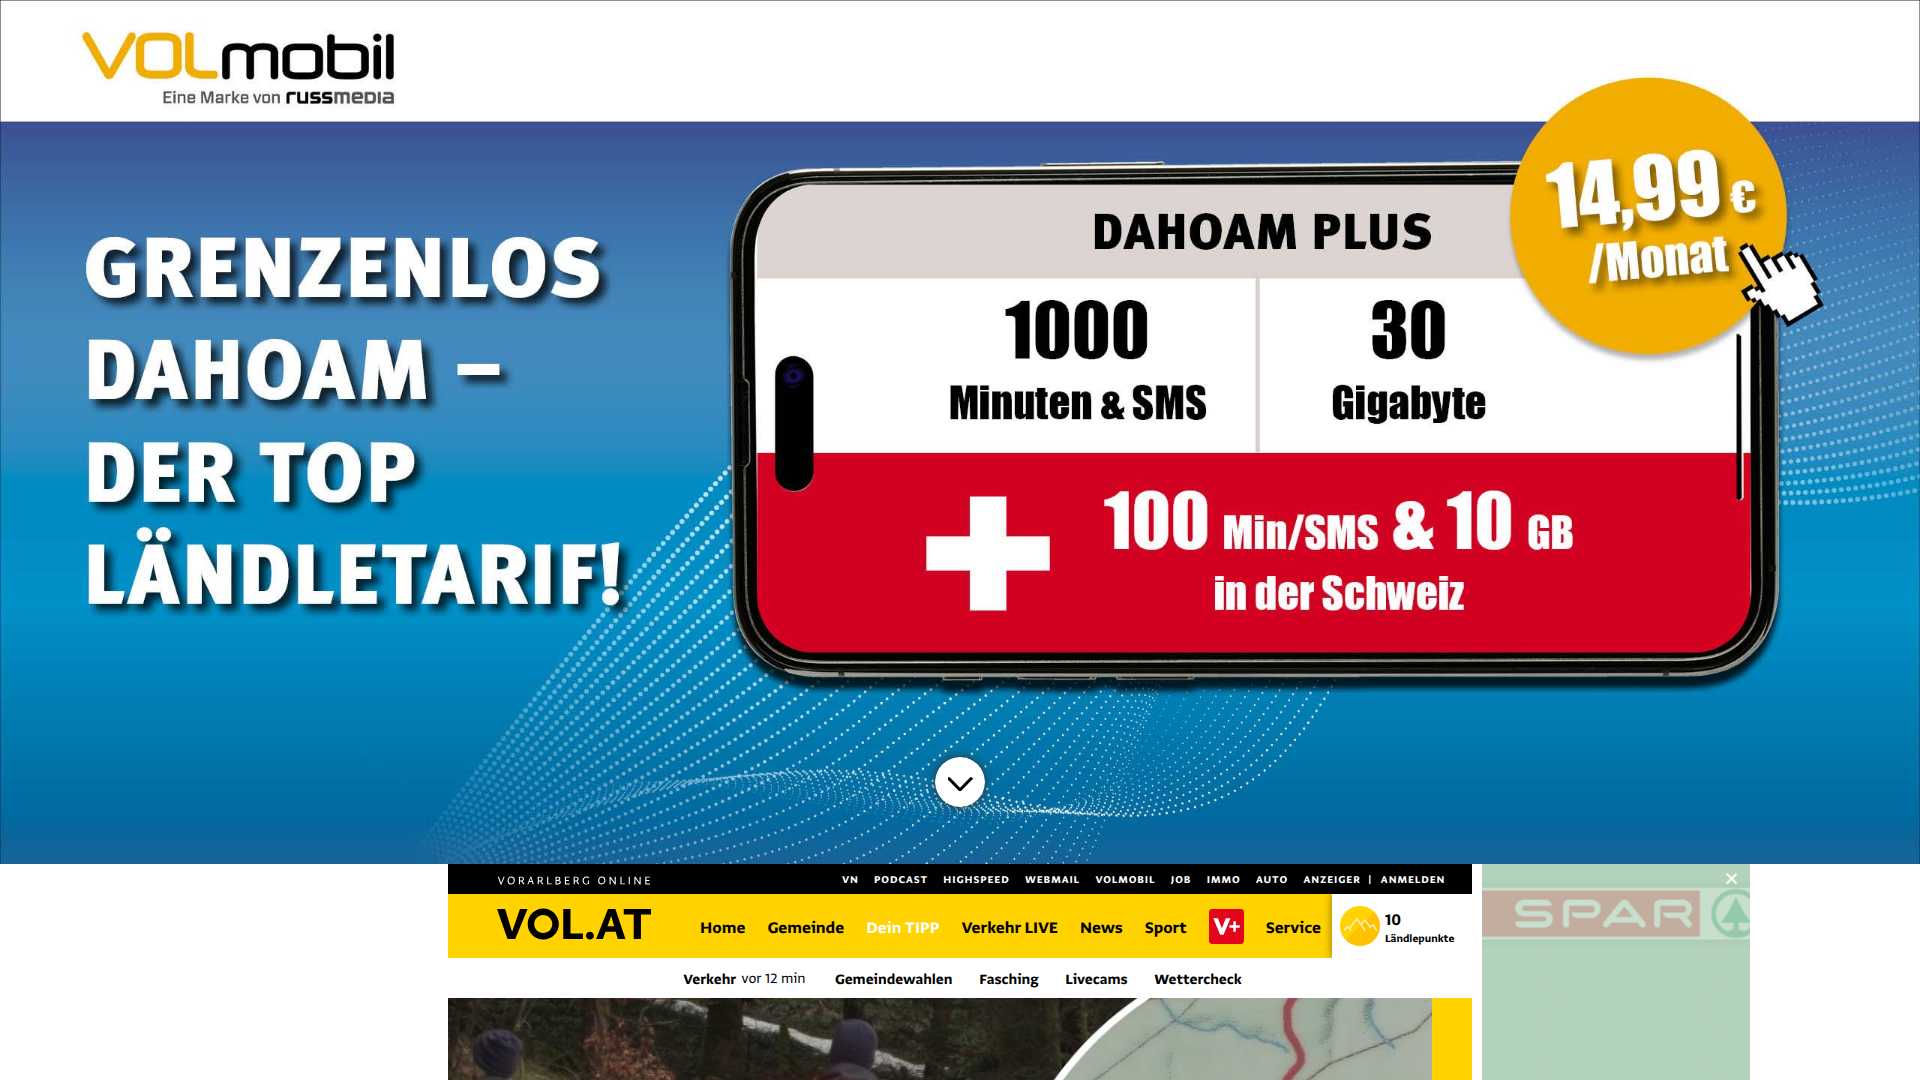 VOLmobil
Eine Marke von russmedia
GRENZENLOS
DAHOAM –
DER TOP
LÄNDLETARIF!
DAHOAM PLUS
14,99 €
/Monat
1000
Minuten & SMS
30
Gigabyte
100 Min/SMS & 10 GB
in der Schweiz
VORARLBERG ONLINE
VN PODCAST HIGHSPEED WEBMAIL VOLMOBIL JOB IMMO AUTO ANZEIGER | ANMELDEN
VOL.AT
Home Gemeinde Dein TIPP Verkehr LIVE News Sport V+ Service
10
Ländlepunkte
SPAR
Verkehr vor 12 min Gemeindewahlen Fasching Livecams Wettercheck